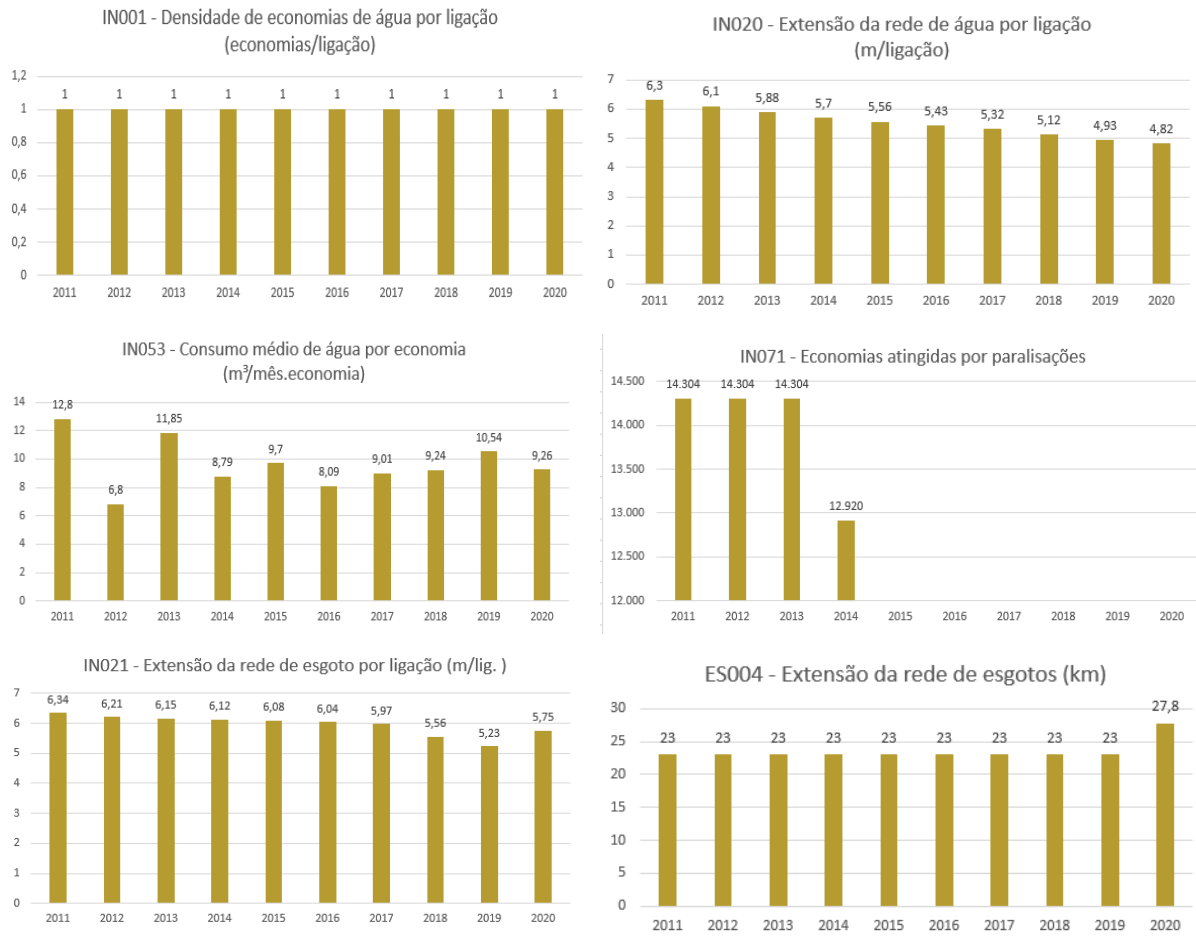 IN001 - Densidade de economias de água por ligação
(economias/ligação)
1,2
1
0,8
0,6
0,4
0,2
0
1 1 1 1 1 1 1 1 1 1
2011 2012 2013 2014 2015 2016 2017 2018 2019 2020
IN020 - Extensão da rede de água por ligação
(m/ligação)
7
6
5
4
3
2
1
0
6,3 6,1 5,88 5,7 5,56 5,43 5,32 5,12 4,93 4,82
2011 2012 2013 2014 2015 2016 2017 2018 2019 2020
IN053 - Consumo médio de água por economia
(m³/mês.economia)
14
12
10
8
6
4
2
0
12,8 6,8 11,85 8,79 9,7 8,09 9,01 9,24 10,54 9,26
2011 2012 2013 2014 2015 2016 2017 2018 2019 2020
IN071 - Economias atingidas por paralisações
14.500
14.000
13.500
13.000
12.500
12.000
14.304 14.304 14.304 12.920
2011 2012 2013 2014 2015 2016 2017 2018 2019 2020
IN021 - Extensão da rede de esgoto por ligação (m/lig. )
7
6
5
4
3
2
1
0
6,34 6,21 6,15 6,12 6,08 6,04 5,97 5,56 5,23 5,75
2011 2012 2013 2014 2015 2016 2017 2018 2019 2020
ES004 - Extensão da rede de esgotos (km)
30
25
20
15
10
5
0
23 23 23 23 23 23 23 23 23 27,8
2011 2012 2013 2014 2015 2016 2017 2018 2019 2020